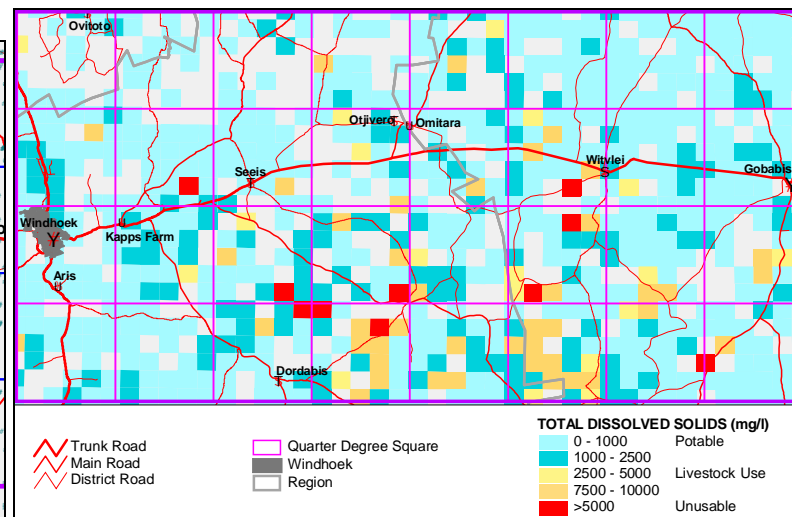 Ovitoto
Otjivero
Omitara
Witvlei
Gobabis
Seeis
Windhoek
Kapps Farm
Aris
Dordabis
Trunk Road
Main Road
District Road
Quarter Degree Square
Windhoek
Region
TOTAL DISSOLVED SOLIDS (mg/l)
0 - 1000 Potable
1000 - 2500
2500 - 5000 Livestock Use
7500 - 10000
>5000 Unusable